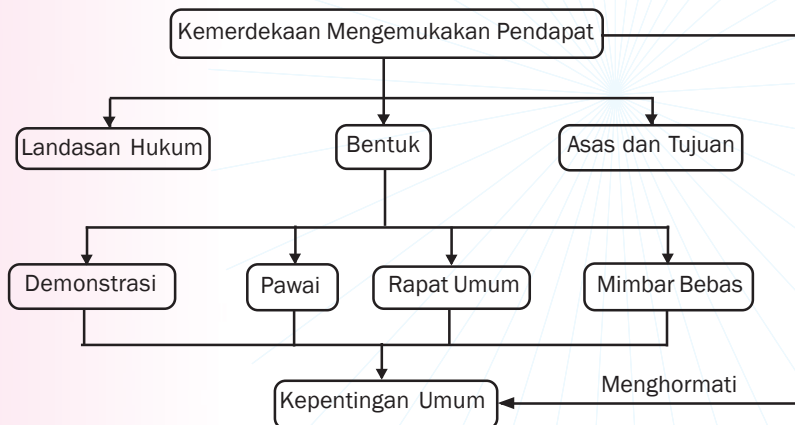 Kemerdekaan Mengemukakan Pendapat
Landasan Hukum
Bentuk
Asas dan Tujuan
Demonstrasi
Pawai
Rapat Umum
Mimbar Bebas
Menghormati
Kepentingan Umum